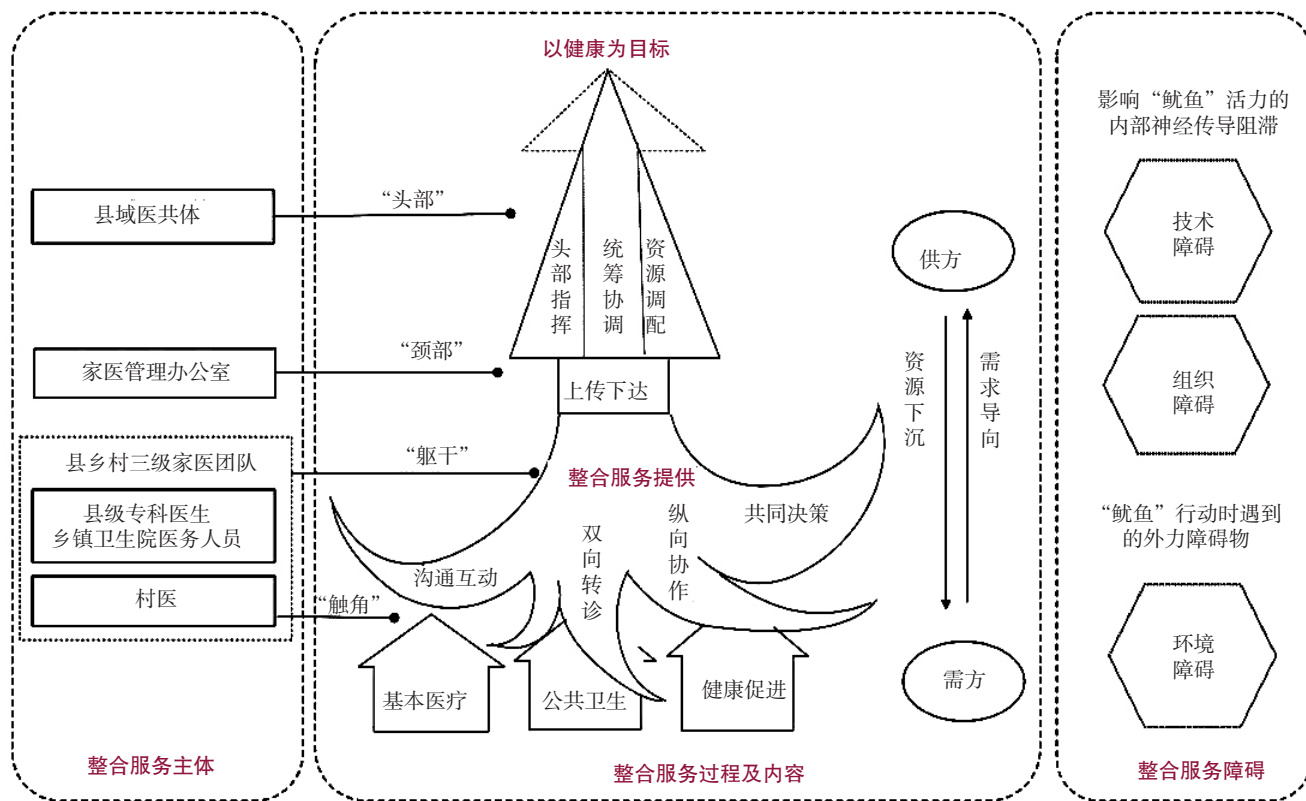 县域医共体
家医管理办公室
县乡村三级家医团队
县级专科医生
乡镇卫生院医务人员
村医
整合服务主体
以健康为目标
“头部”
“颈部”
“躯干”
“触角”
头部指挥
统筹协调
资源调配
上传下达
整合服务提供
沟通互动
双向转诊
纵向协作
共同决策
基本医疗
公共卫生
健康促进
供方
资源下沉
需求导向
需方
整合服务过程及内容
影响“鱿鱼”活力的
内部神经传导阻滞
技术
障碍
组织
障碍
“鱿鱼”行动时遇到
的外力障碍物
环境
障碍
整合服务障碍